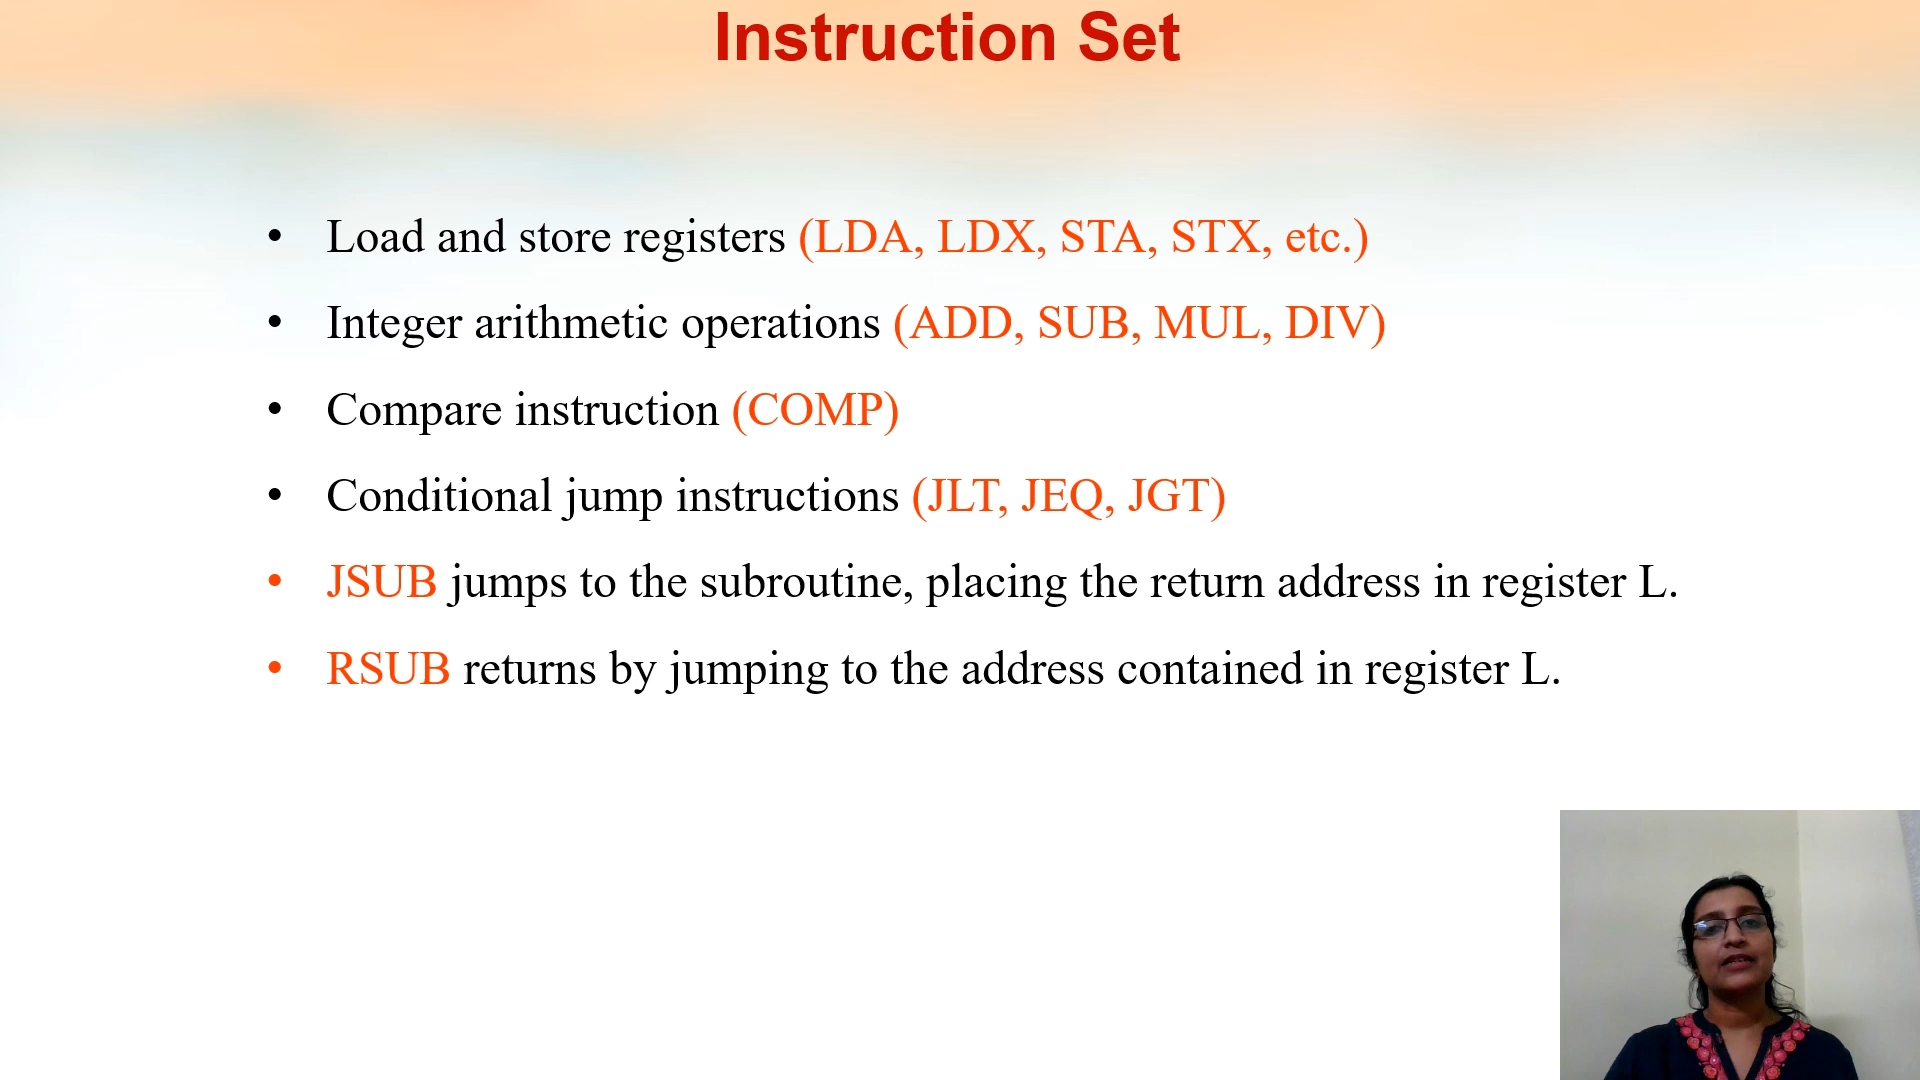 Instruction Set
• Load and store registers (LDA, LDX, STA, STX, etc.)
• Integer arithmetic operations (ADD, SUB, MUL, DIV)
• Compare instruction (COMP)
• Conditional jump instructions (JLT, JEQ, JGT)
• JSUB jumps to the subroutine, placing the return address in register L.
• RSUB returns by jumping to the address contained in register L.